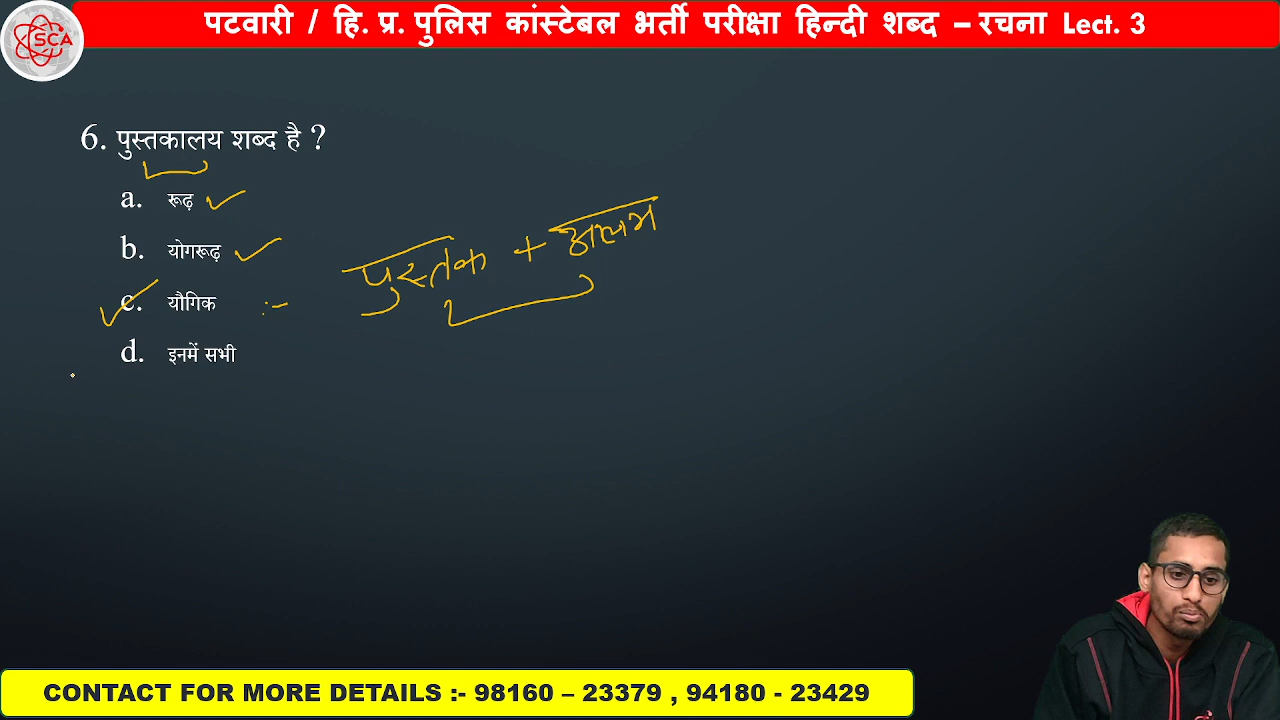 पटवारी / हि. प्र. पुलिस कांस्टेबल भर्ती परीक्षा हिन्दी शब्द – रचना Lect. 3
SCA
6. पुस्तकालय शब्द है ?
a. रूढ़
b. योगरूढ़
c. यौगिक :- पुस्तक + आलय
d. इनमें सभी
CONTACT FOR MORE DETAILS :- 98160 – 23379 , 94180 - 23429